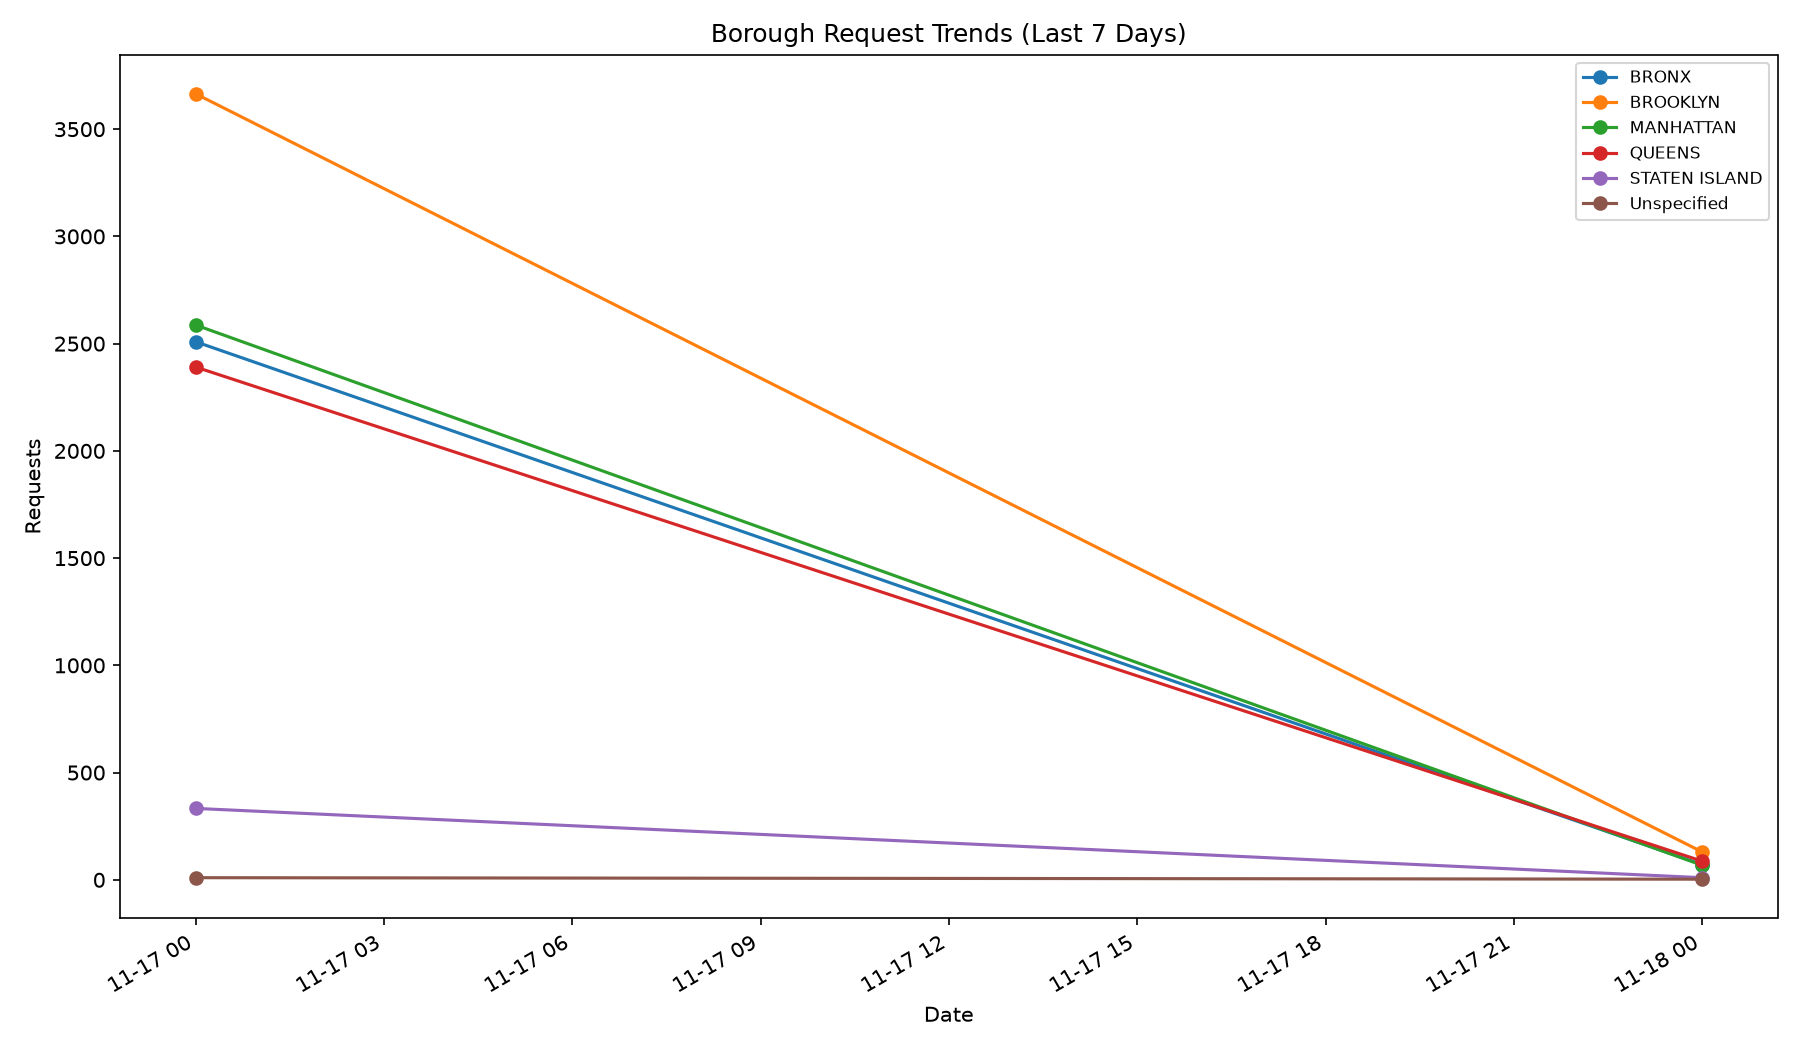 Borough Request Trends (Last 7 Days)
BRONX
BROOKLYN
MANHATTAN
QUEENS
STATEN ISLAND
Unspecified
Requests
3500
3000
2500
2000
1500
1000
500
0
11-17 00
11-17 03
11-17 06
11-17 09
11-17 12
11-17 15
11-17 18
11-17 21
11-18 00
Date